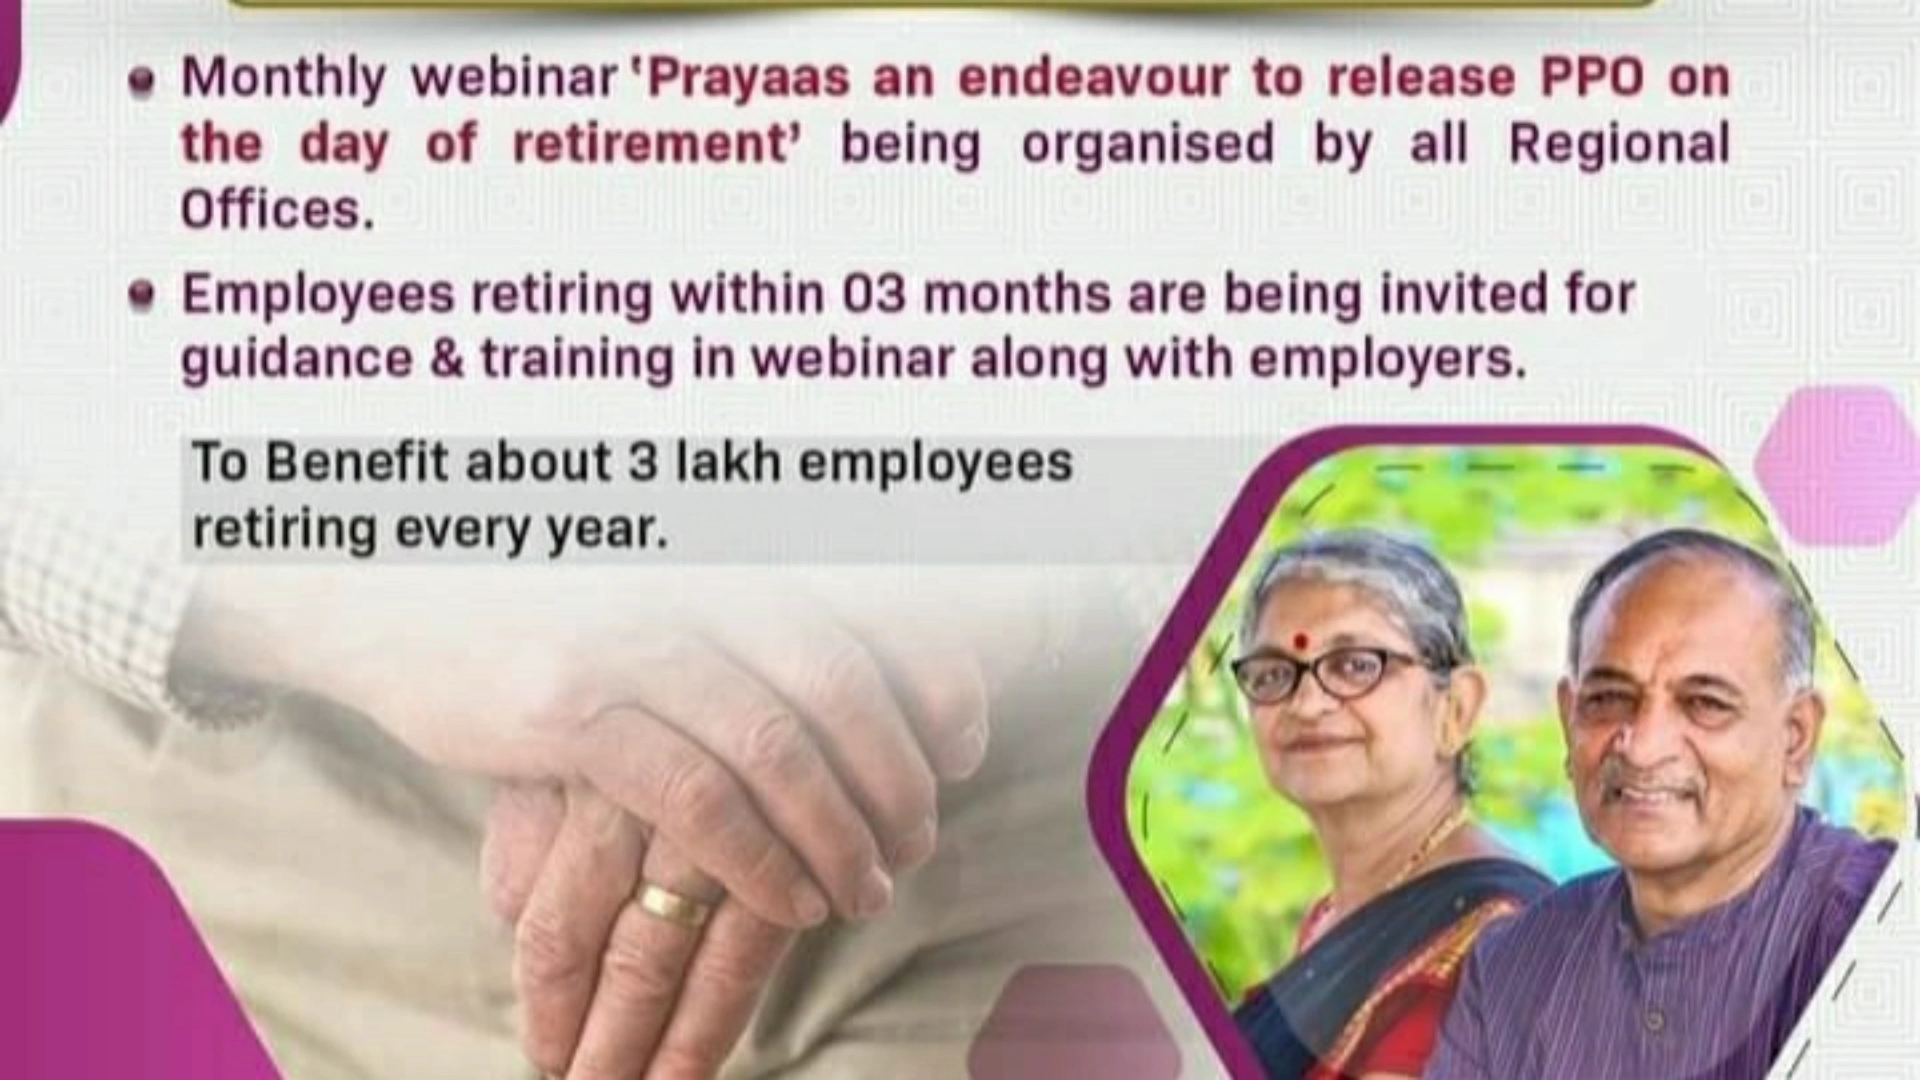 Monthly webinar ‘Prayaas an endeavour to release PPO on
the day of retirement’ being organised by all Regional
Offices.
Employees retiring within 03 months are being invited for
guidance & training in webinar along with employers.
To Benefit about 3 lakh employees
retiring every year.